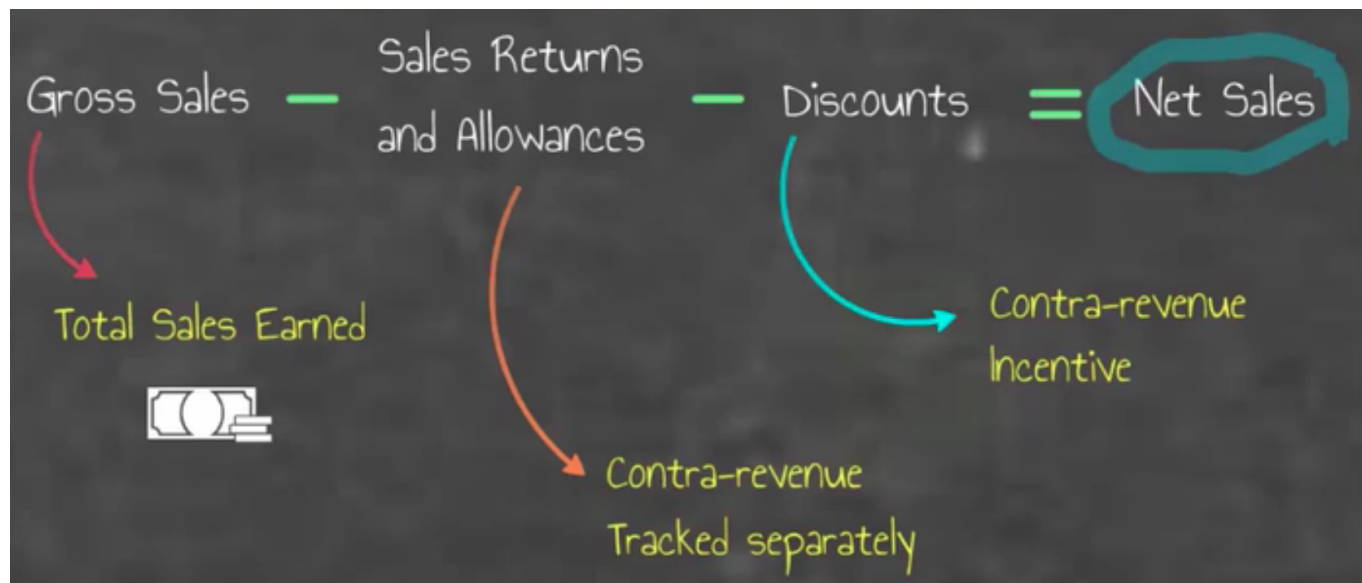 Gross Sales — Sales Returns and Allowances — Discounts = Net Sales
Total Sales Earned
Contra-revenue
Incentive
Contra-revenue
Tracked separately